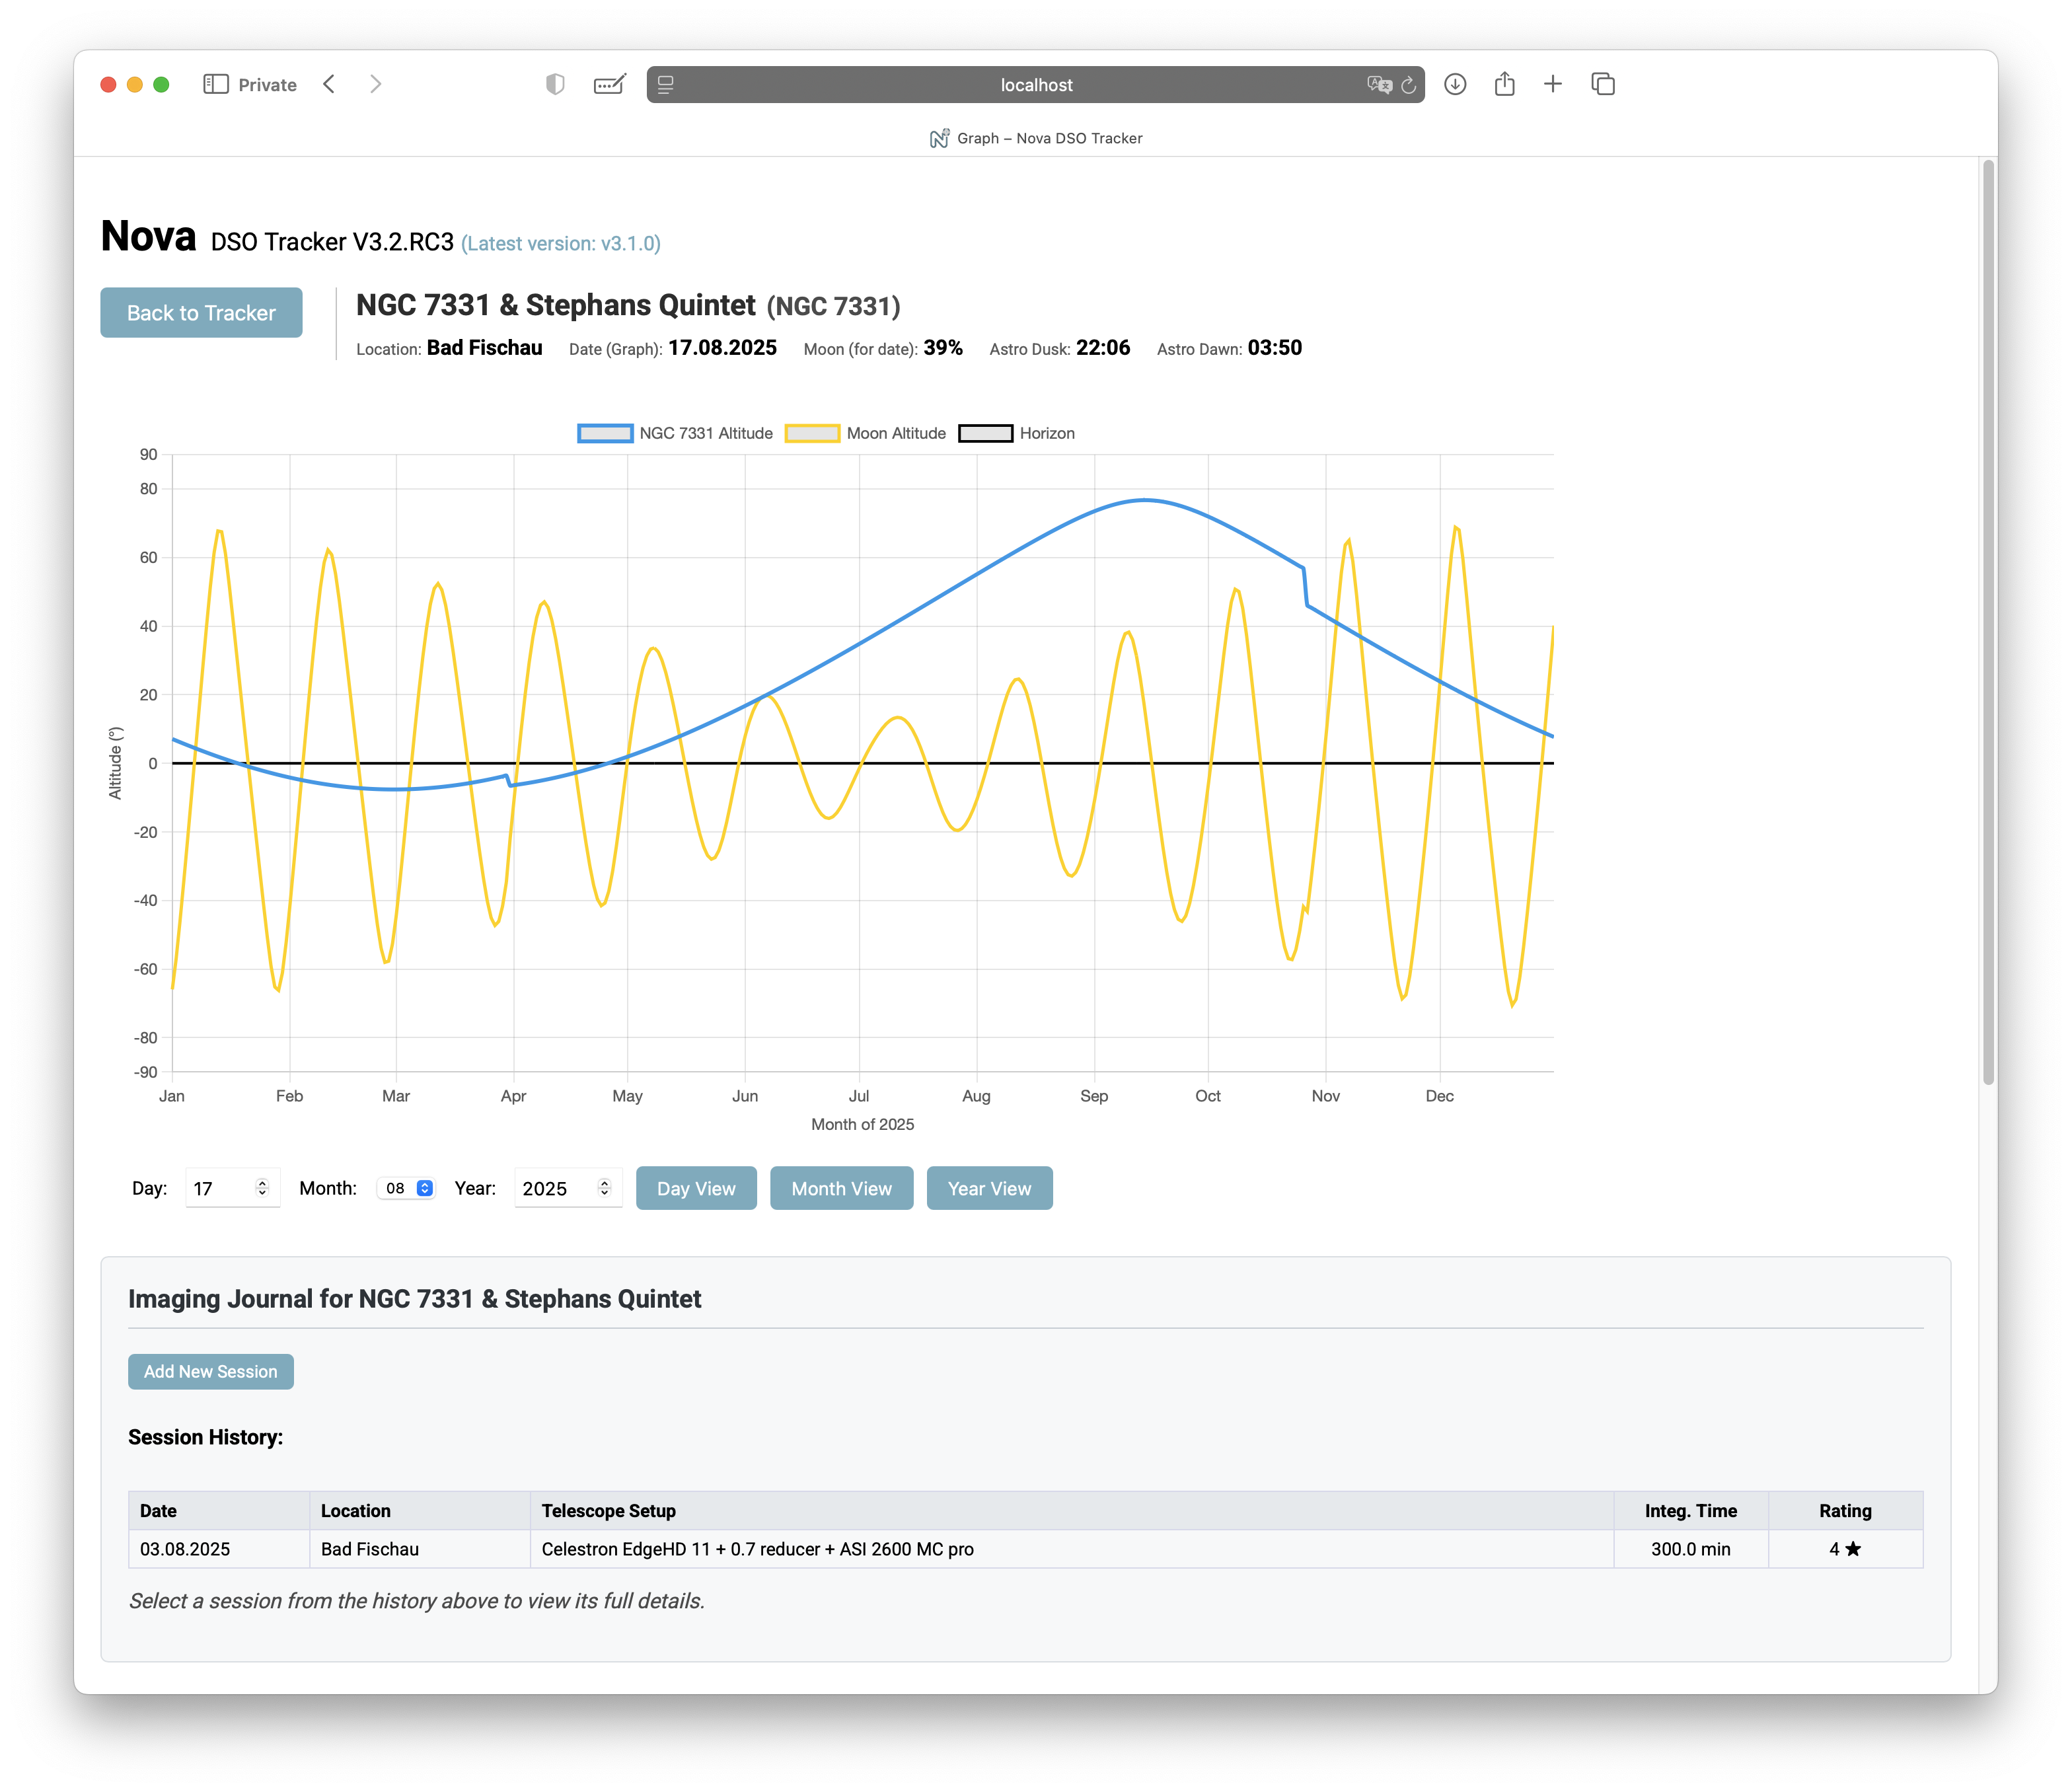 Private
localhost
Graph – Nova DSO Tracker
Nova DSO Tracker V3.2.RC3 (Latest version: v3.1.0)
Back to Tracker
NGC 7331 & Stephans Quintet (NGC 7331)
Location: Bad Fischau Date (Graph): 17.08.2025 Moon (for date): 39% Astro Dusk: 22:06 Astro Dawn: 03:50
NGC 7331 Altitude Moon Altitude Horizon
90
80
60
40
20
0
-20
-40
-60
-80
-90
Altitude (°)
Jan Feb Mar Apr May Jun Jul Aug Sep Oct Nov Dec
Month of 2025
Day: 17 Month: 08 Year: 2025 Day View Month View Year View
Imaging Journal for NGC 7331 & Stephans Quintet
Add New Session
Session History:
Date Location Telescope Setup Integ. Time Rating
03.08.2025 Bad Fischau Celestron EdgeHD 11 + 0.7 reducer + ASI 2600 MC pro 300.0 min 4 ★
Select a session from the history above to view its full details.